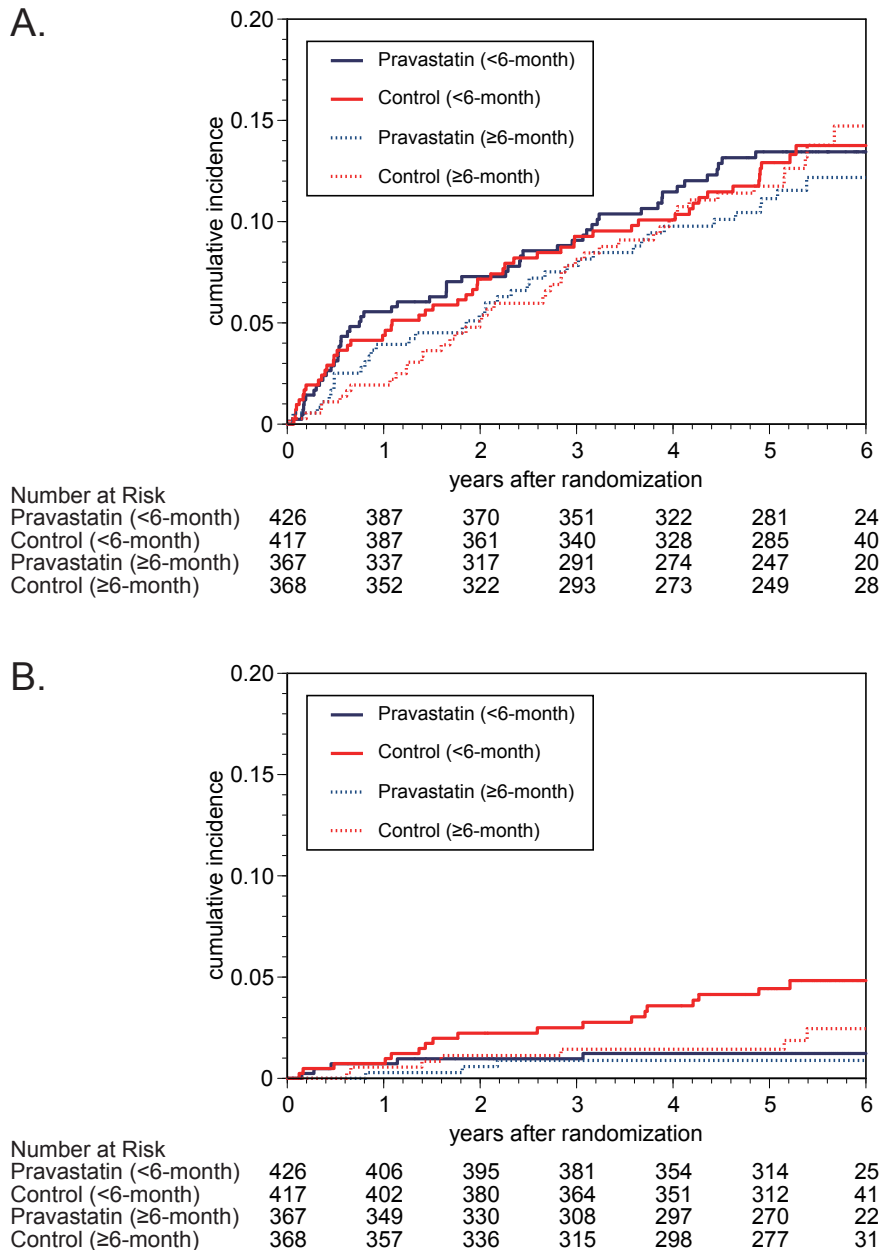 A.
0.20
0.15
0.10
0.05
0
cumulative incidence
Pravastatin (<6-month)
Control (<6-month)
Pravastatin (≥6-month)
Control (≥6-month)
0 1 2 3 4 5 6
years after randomization
Number at Risk
Pravastatin (<6-month) 426 387 370 351 322 281 24
Control (<6-month) 417 387 361 340 328 285 40
Pravastatin (≥6-month) 367 337 317 291 274 247 20
Control (≥6-month) 368 352 322 293 273 249 28
B.
0.20
0.15
0.10
0.05
0
cumulative incidence
Pravastatin (<6-month)
Control (<6-month)
Pravastatin (≥6-month)
Control (≥6-month)
0 1 2 3 4 5 6
years after randomization
Number at Risk
Pravastatin (<6-month) 426 406 395 381 354 314 25
Control (<6-month) 417 402 380 364 351 312 41
Pravastatin (≥6-month) 367 349 330 308 297 270 22
Control (≥6-month) 368 357 336 315 298 277 31